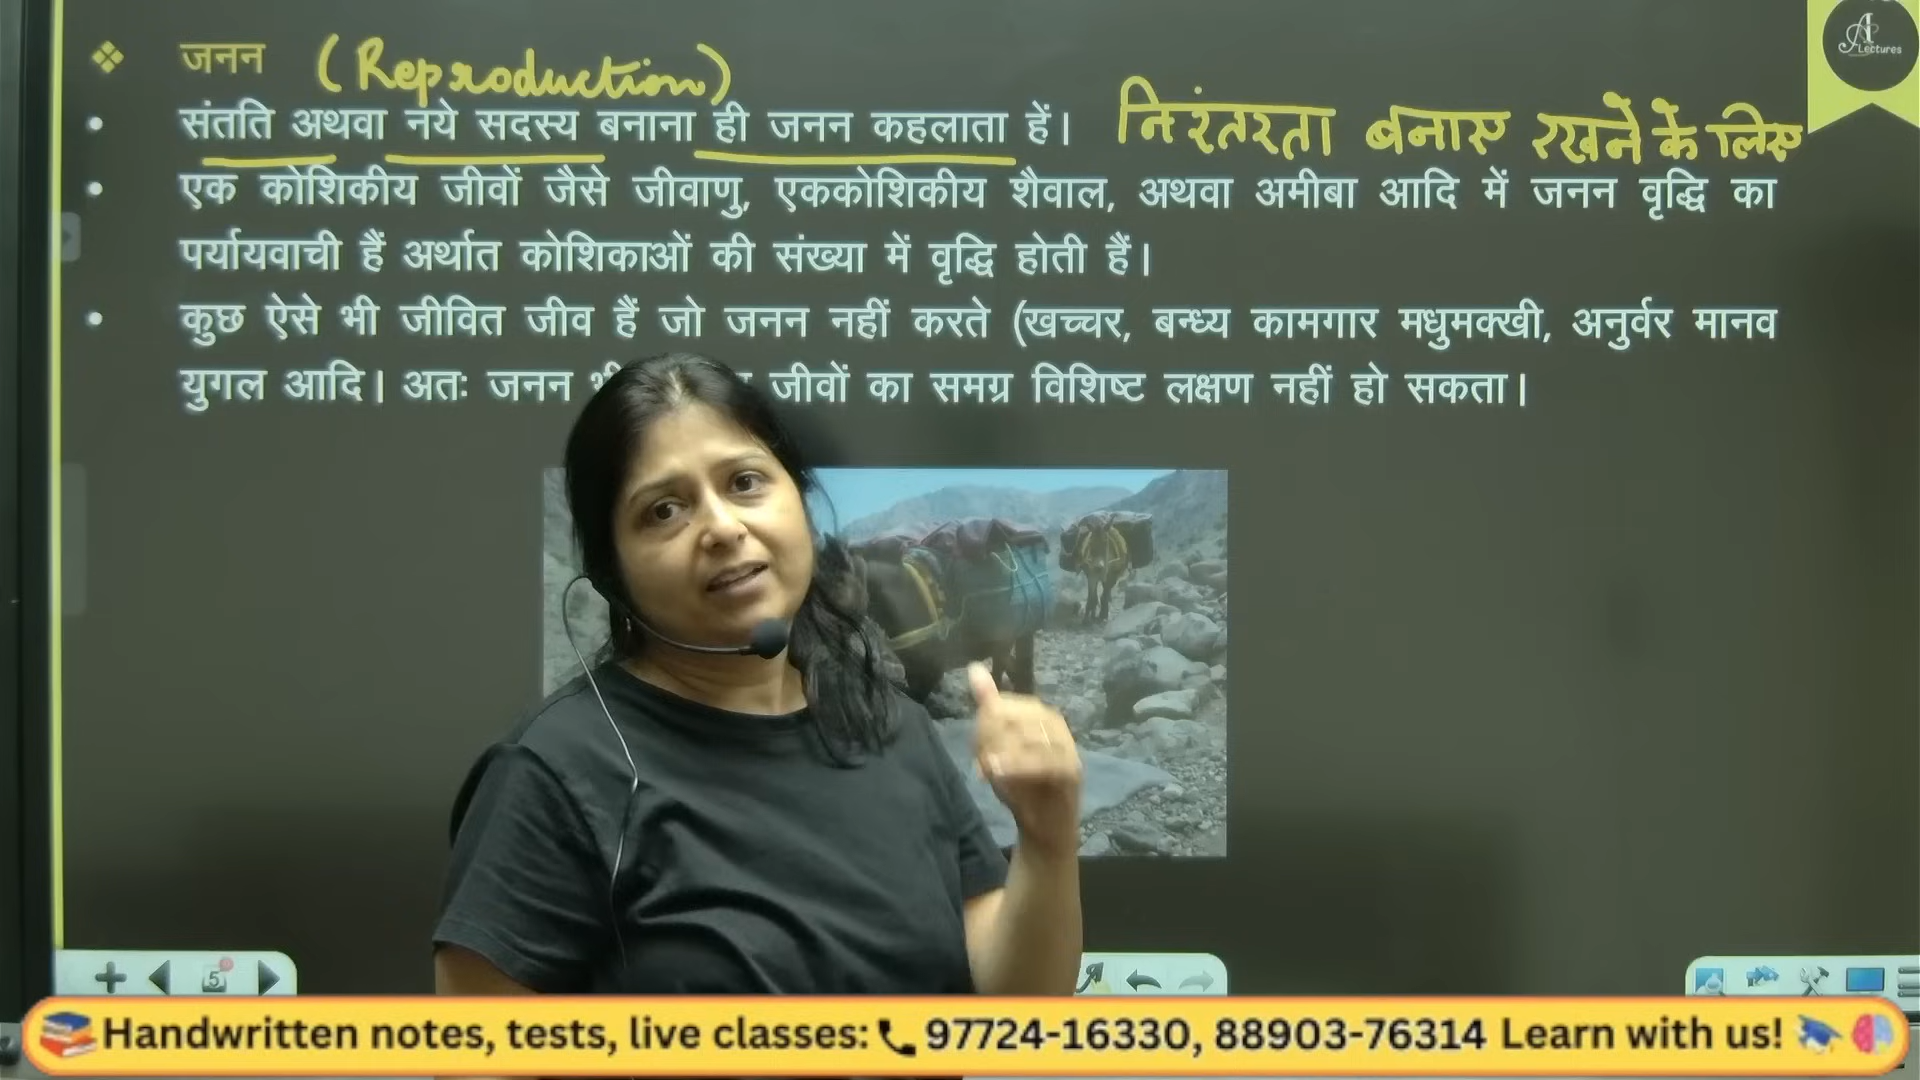 ❖ जनन (Reproduction)
• संतति अथवा नये सदस्य बनाना ही जनन कहलाता हें। निरंतरता बनाए रखने के लिए
• एक कोशिकीय जीवों जैसे जीवाणु, एककोशिकीय शैवाल, अथवा अमीबा आदि में जनन वृद्धि का
पर्यायवाची हैं अर्थात कोशिकाओं की संख्या में वृद्धि होती हैं।
• कुछ ऐसे भी जीवित जीव हैं जो जनन नहीं करते (खच्चर, बन्ध्य कामगार मधुमक्खी, अनुर्वर मानव
युगल आदि। अतः जनन जीवों का समग्र विशिष्ट लक्षण नहीं हो सकता।
A Lectures
5
Handwritten notes, tests, live classes: 97724-16330, 88903-76314 Learn with us!